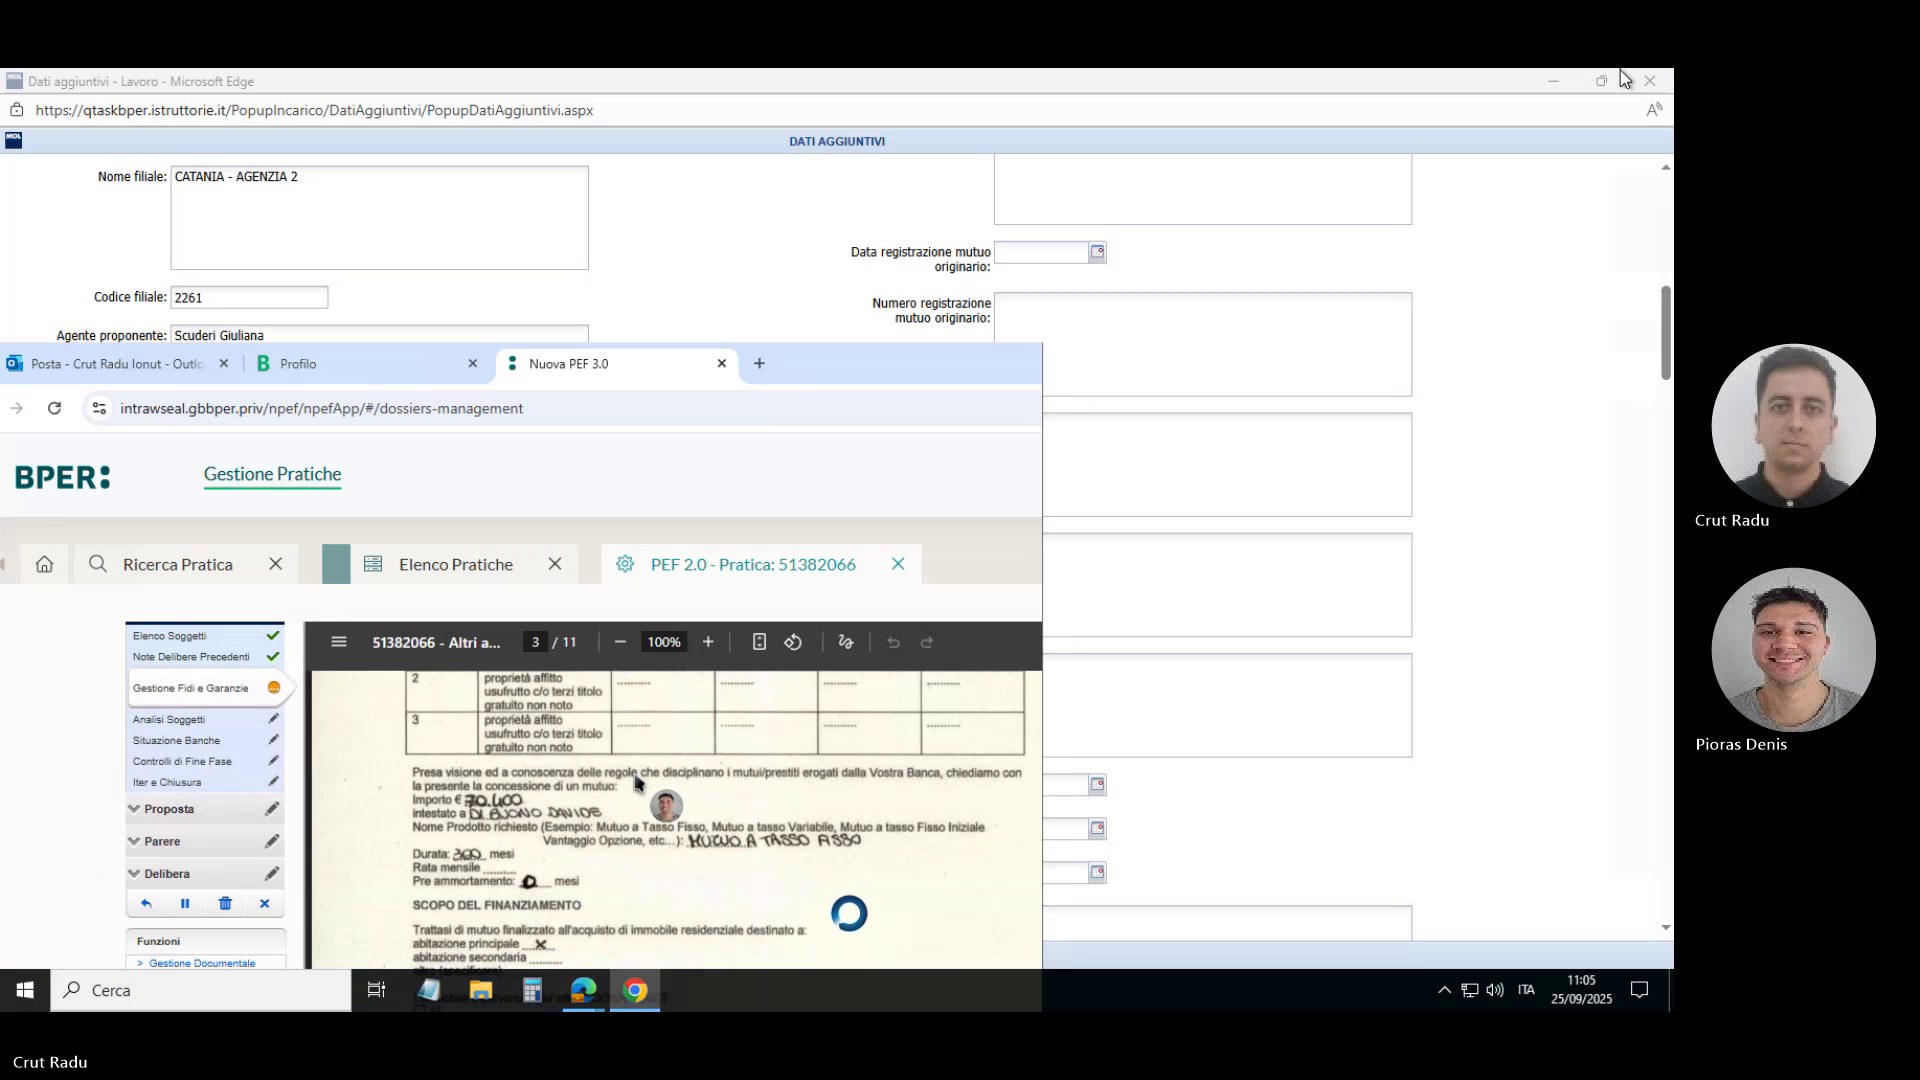 Dati aggiuntivi - Lavoro - Microsoft Edge
https://qtaskbper.istruttorie.it/PopupIncarico/DatiAggiuntivi/PopupDatiAggiuntivi.aspx
MOL
DATI AGGIUNTIVI
Nome filiale: CATANIA - AGENZIA 2
Codice filiale: 2261
Agente proponente: Scuderi Giuliana
Data registrazione mutuo
originario:
Numero registrazione
mutuo originario:
Posta - Crut Radu Ionut - Outlo
Profilo
Nuova PEF 3.0
intrawseal.gbbper.priv/npef/npefApp/#/dossiers-management
BPER:
Gestione Pratiche
Ricerca Pratica
Elenco Pratiche
PEF 2.0 - Pratica: 51382066
Elenco Soggetti
Note Delibere Precedenti
Gestione Fidi e Garanzie
Analisi Soggetti
Situazione Banche
Controlli di Fine Fase
Iter e Chiusura
Proposta
Parere
Delibera
Funzioni
> Gestione Documentale
51382066 - Altri a...
3 / 11
100%
2 proprietà affitto
usufrutto c/o terzi titolo
gratuito non noto
3 proprietà affitto
usufrutto c/o terzi titolo
gratuito non noto
Presa visione ed a conoscenza delle regole che disciplinano i mutui/prestiti erogati dalla Vostra Banca, chiediamo con
la presente la concessione di un mutuo:
Importo € 70.400
intestato a DI BUONO DAVIDE
Nome Prodotto richiesto (Esempio: Mutuo a Tasso Fisso, Mutuo a tasso Variabile, Mutuo a tasso Fisso Iniziale
Vantaggio Opzione, etc...): MUTUO A TASSO FISSO
Durata: 300 mesi
Rata mensile ........
Pre ammortamento: 0 mesi
SCOPO DEL FINANZIAMENTO
Trattasi di mutuo finalizzato all'acquisto di immobile residenziale destinato a:
abitazione principale X
abitazione secondaria ........
Cerca
ITA
11:05
25/09/2025
Crut Radu
Pioras Denis
Crut Radu